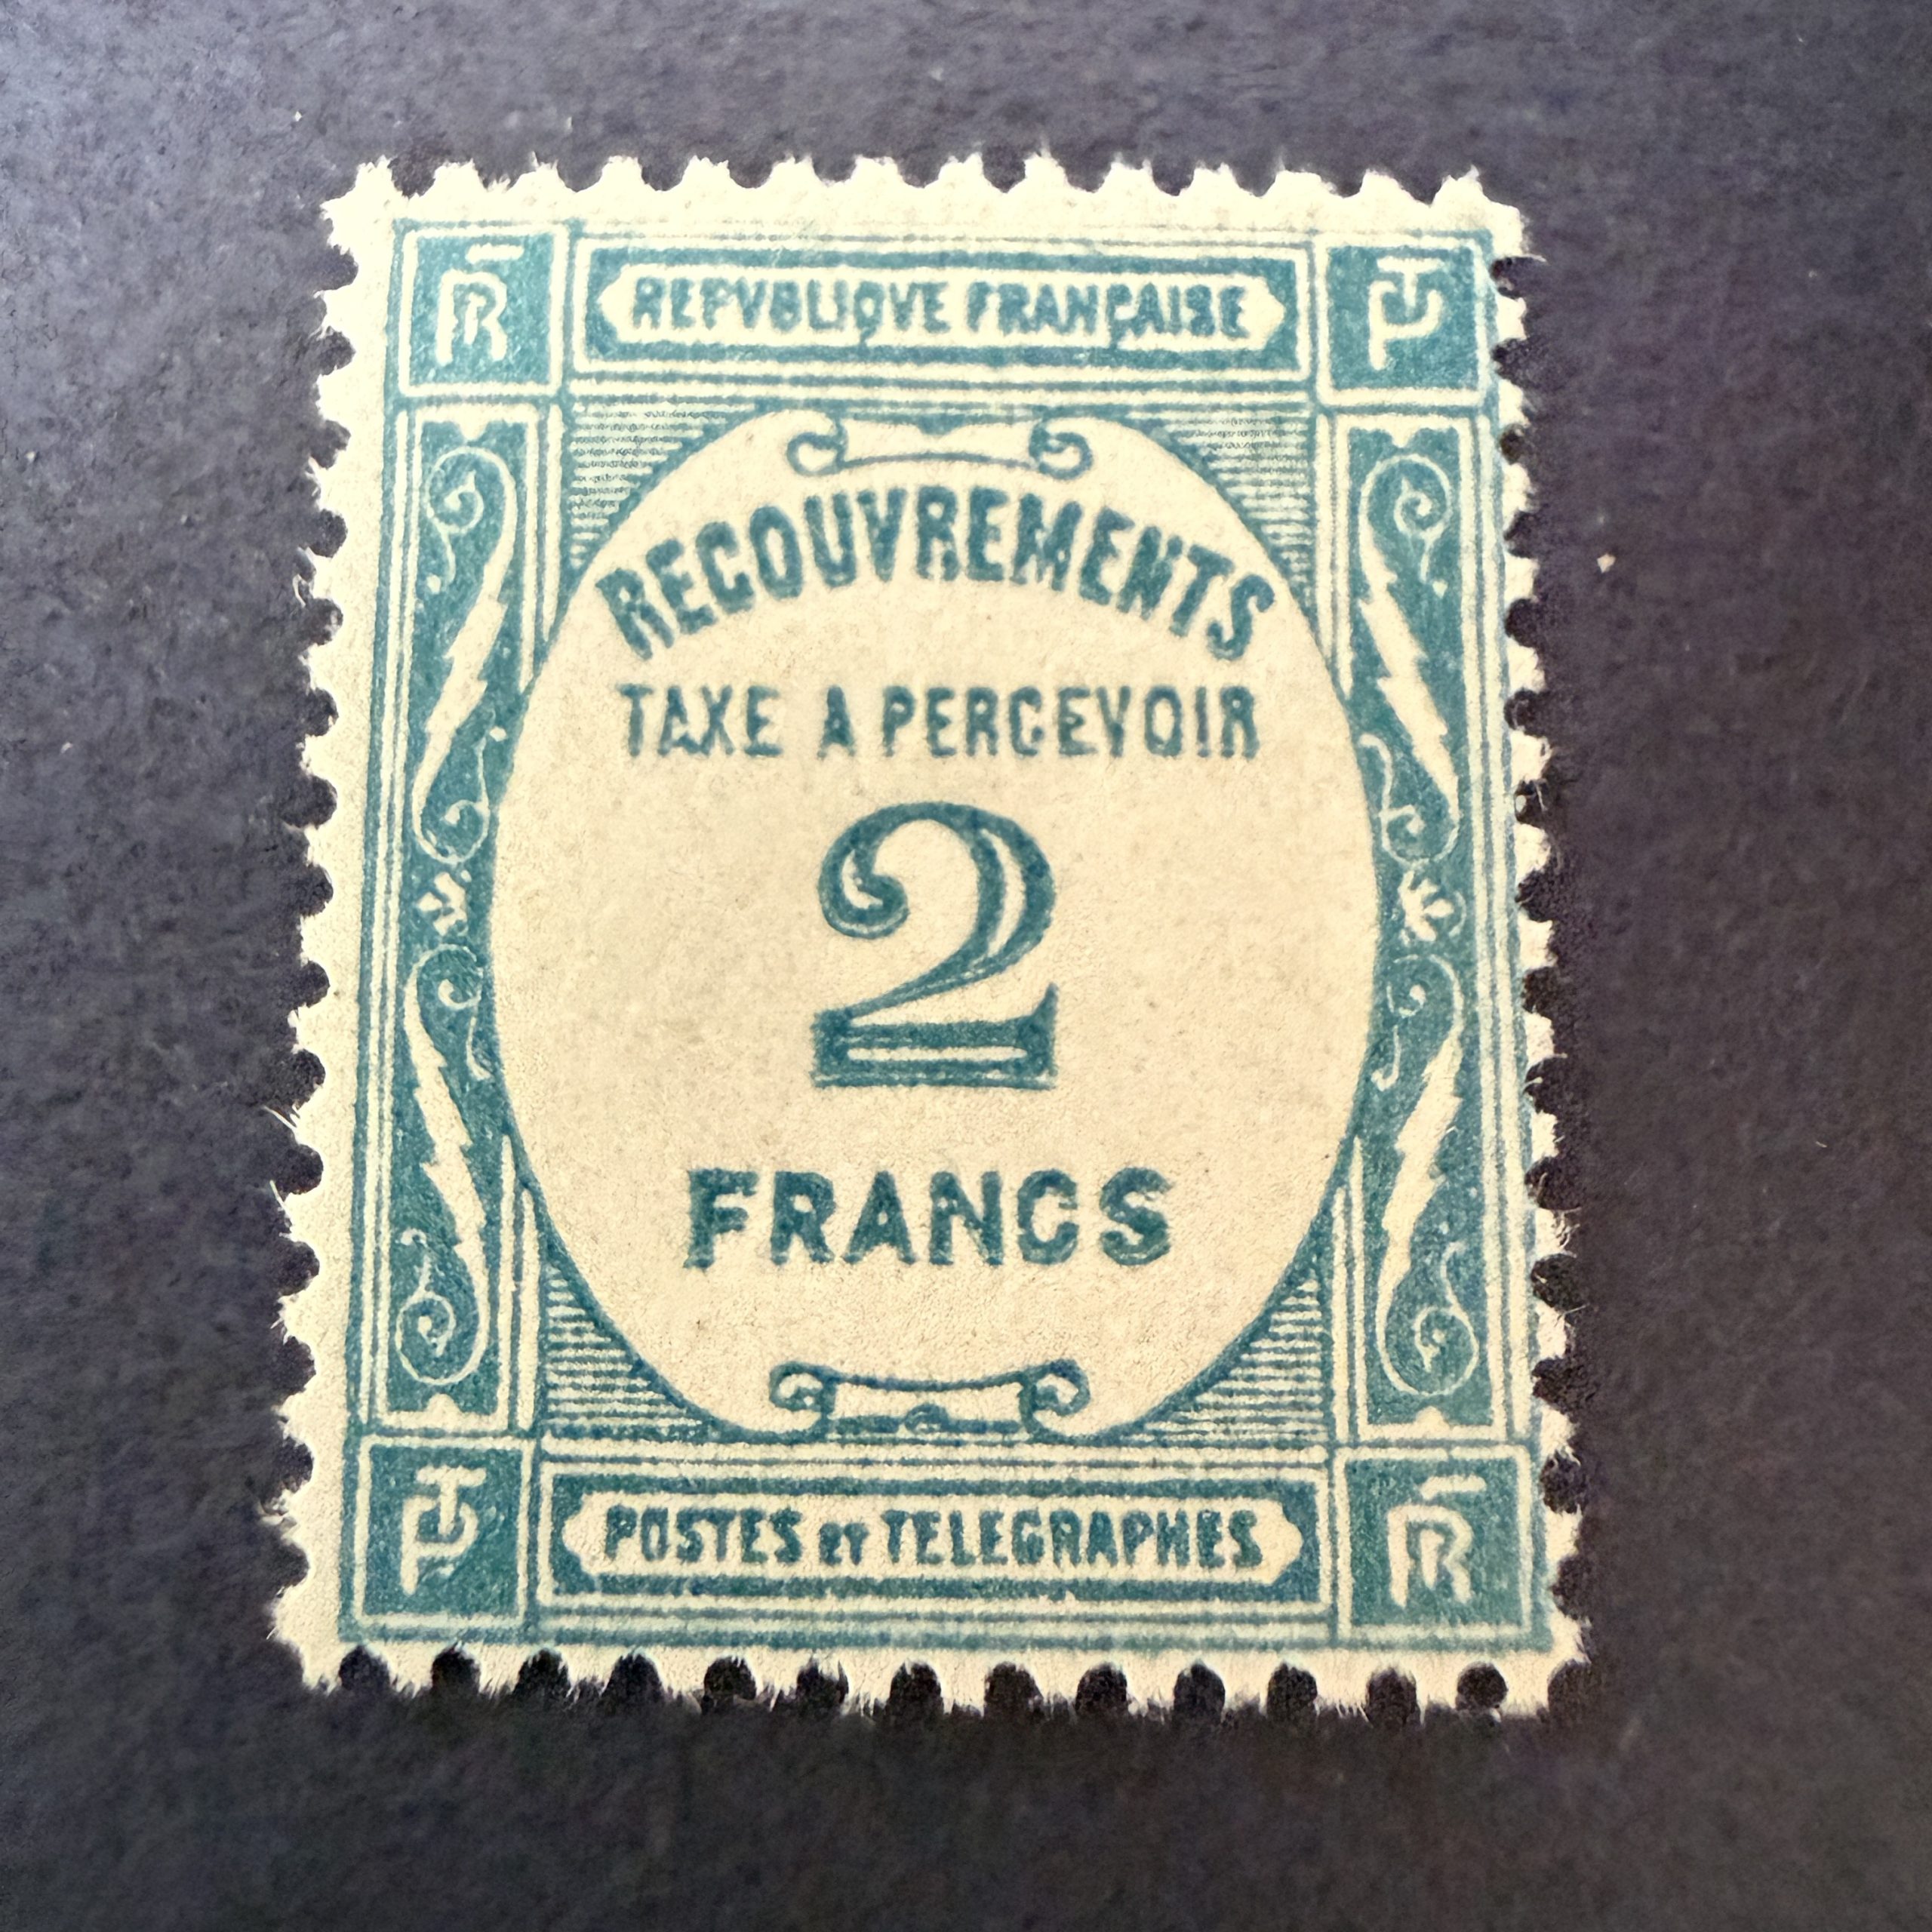 RF REPVBLIQVE FRANÇAISE PT
RECOUVREMENTS
TAXE A PERCEVOIR
2
FRANCS
PT POSTES ET TELEGRAPHES RF